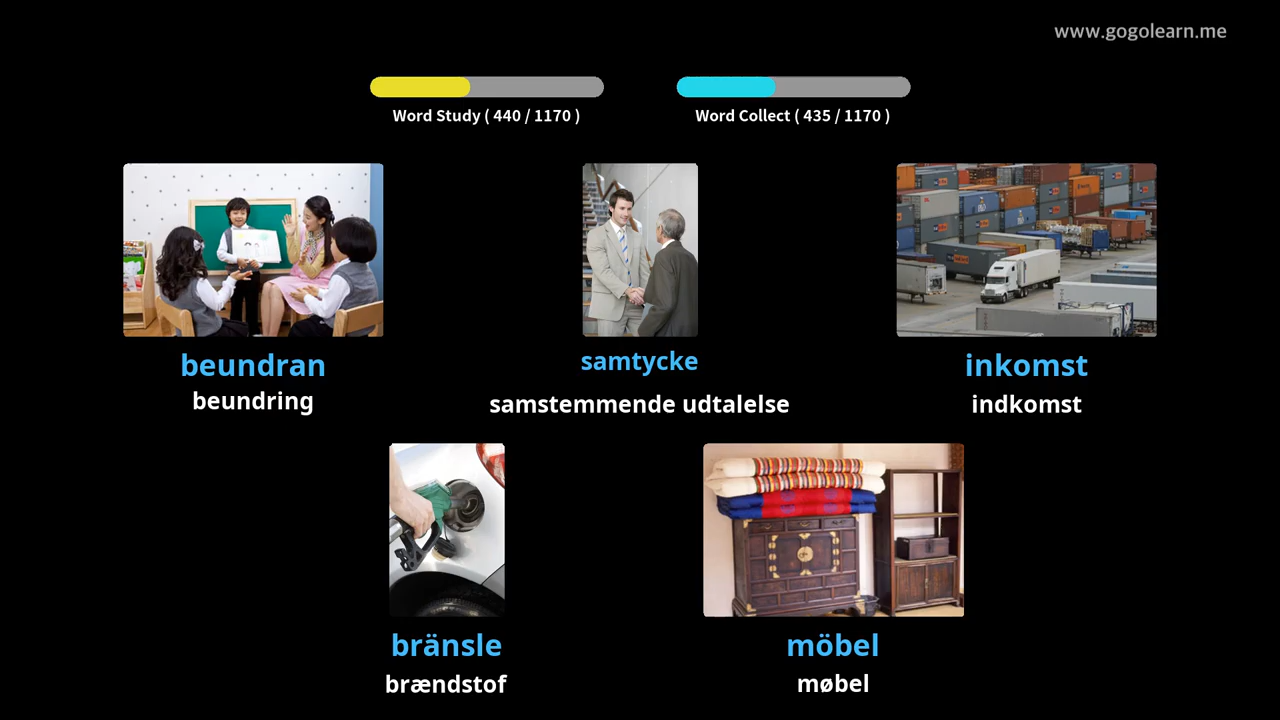 www.gogolearn.me
Word Study ( 440 / 1170 )
Word Collect ( 435 / 1170 )
beundran
beundring
samtycke
samstemmende udtalelse
inkomst
indkomst
bränsle
brændstof
möbel
møbel